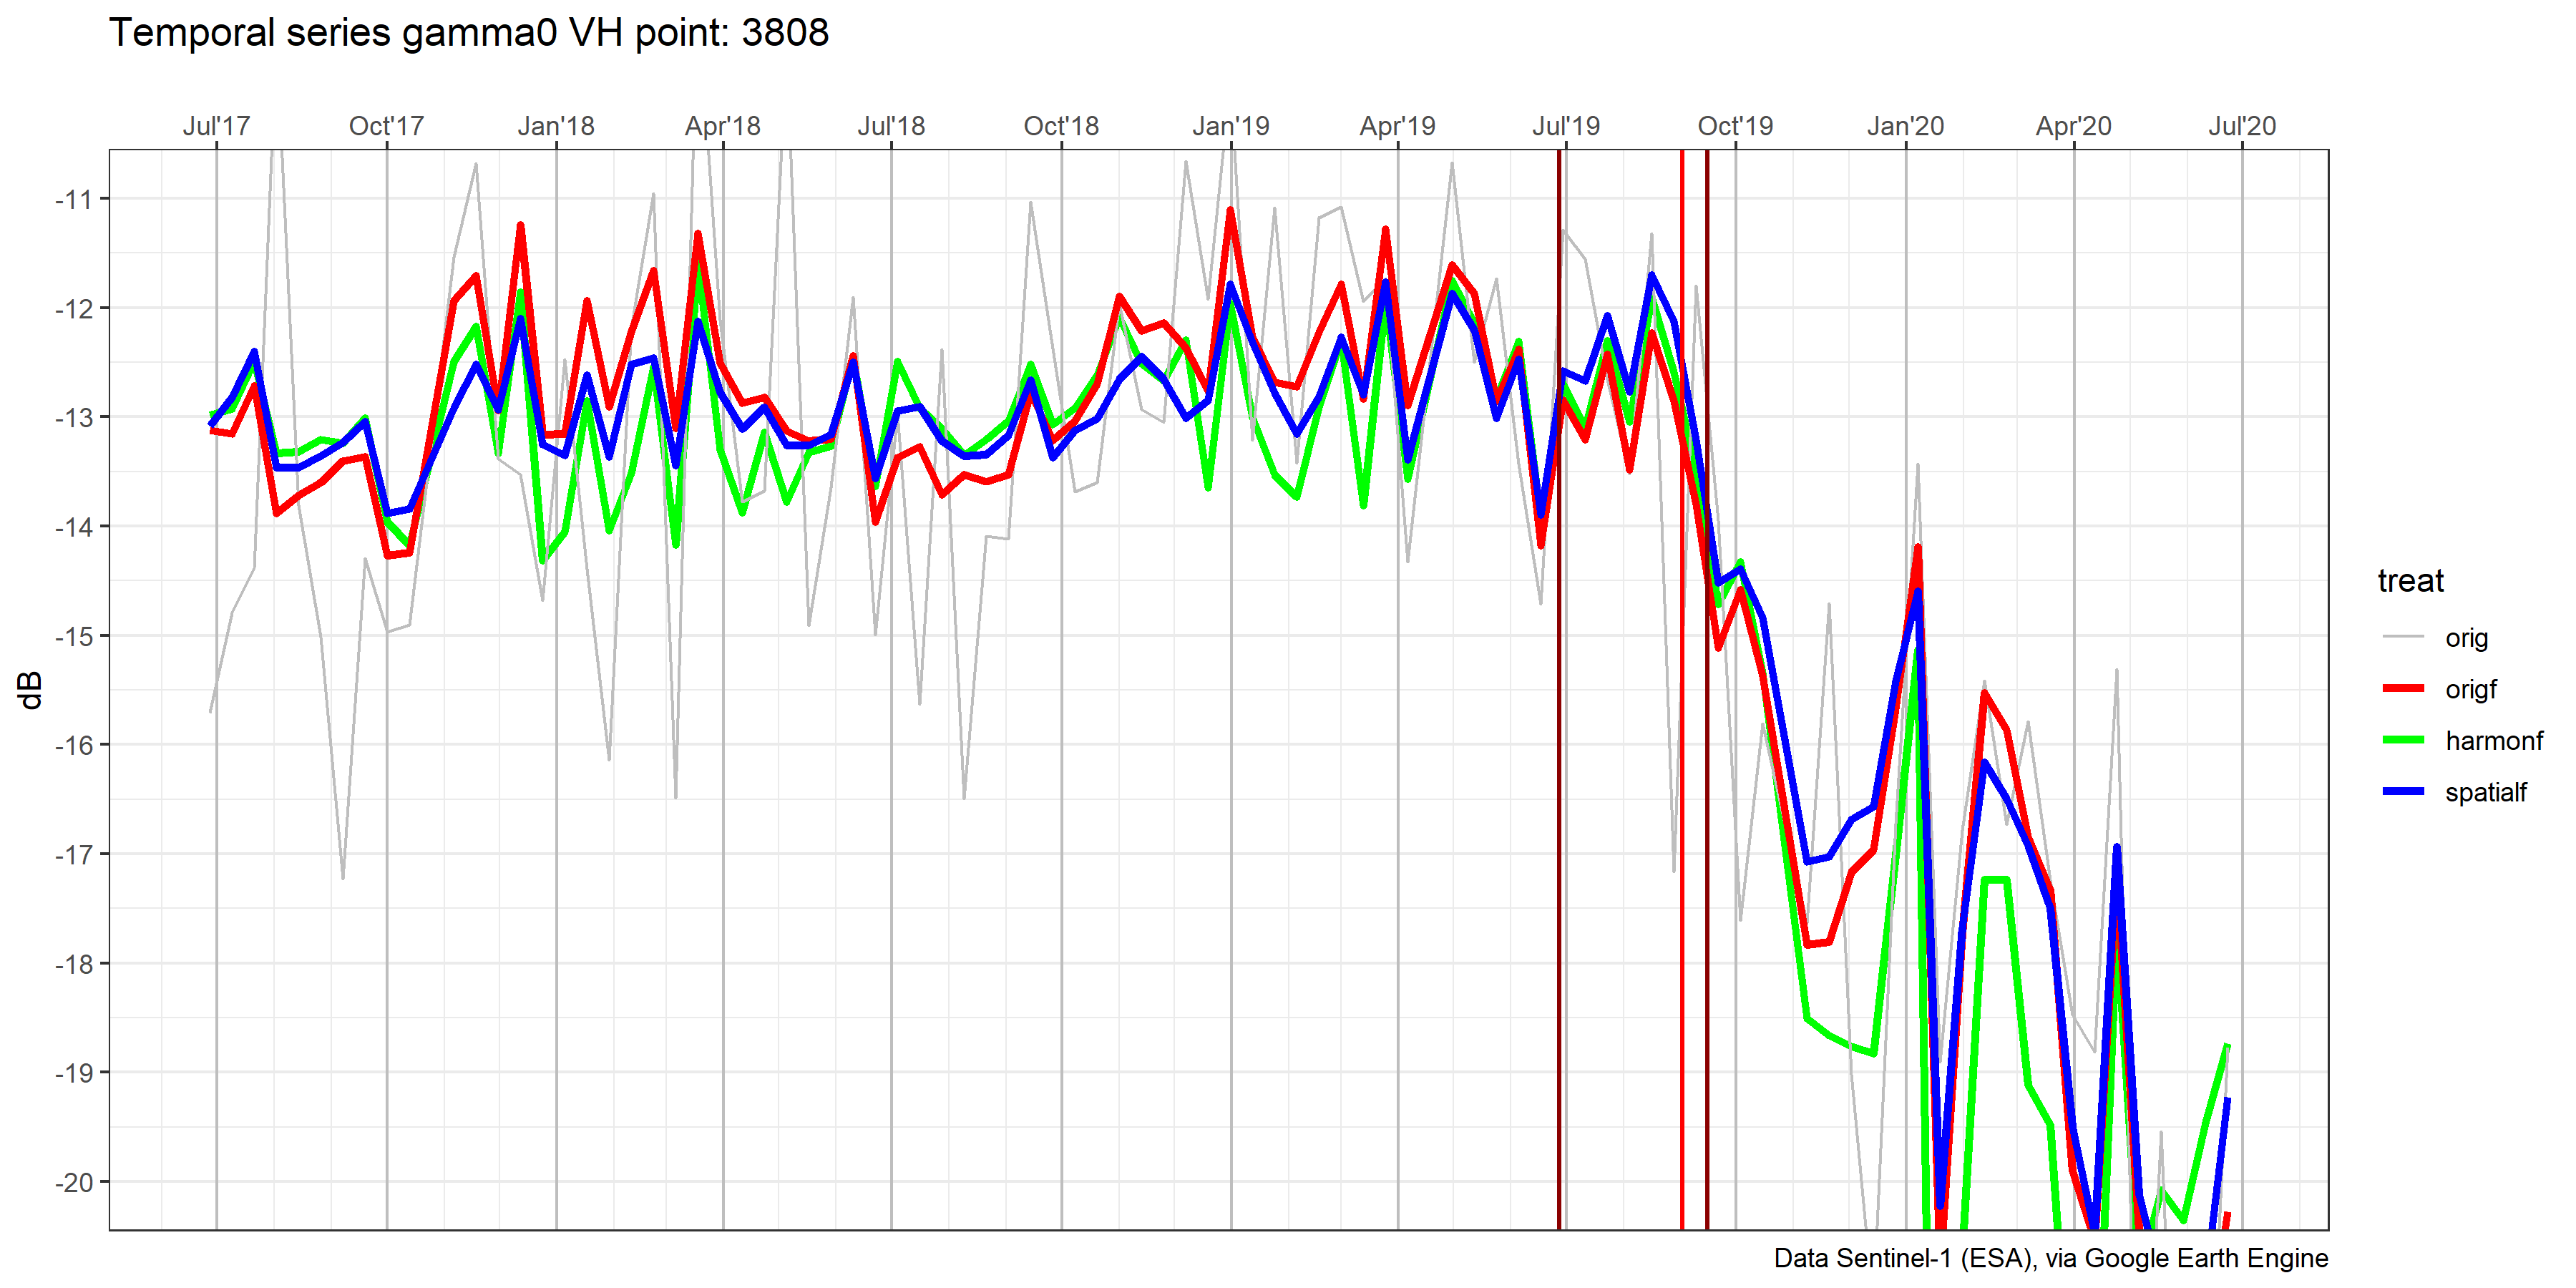 Temporal series gamma0 VH point: 3808
Jul'17 Oct'17 Jan'18 Apr'18 Jul'18 Oct'18 Jan'19 Apr'19 Jul'19 Oct'19 Jan'20 Apr'20 Jul'20
-11
-12
-13
-14
-15
-16
-17
-18
-19
-20
dB
treat
orig
origf
harmonf
spatialf
Data Sentinel-1 (ESA), via Google Earth Engine